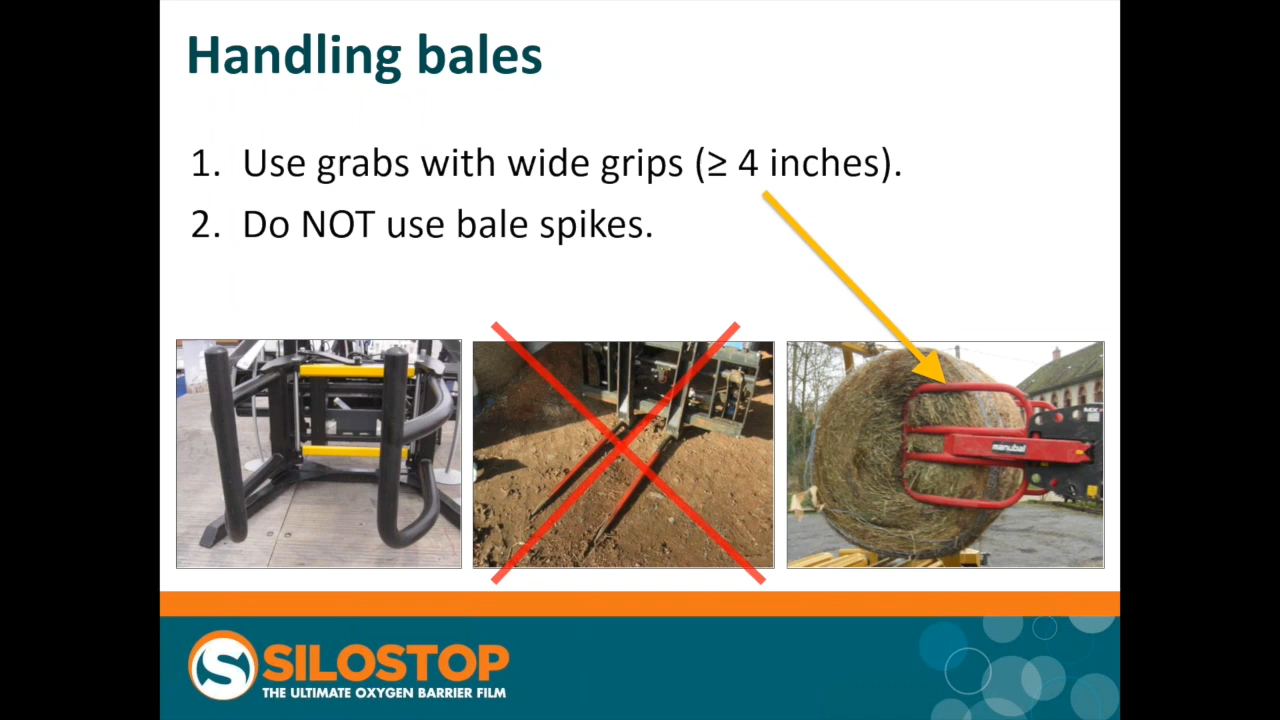 Handling bales
1. Use grabs with wide grips (≥ 4 inches).
2. Do NOT use bale spikes.
manubal
SILOSTOP
THE ULTIMATE OXYGEN BARRIER FILM